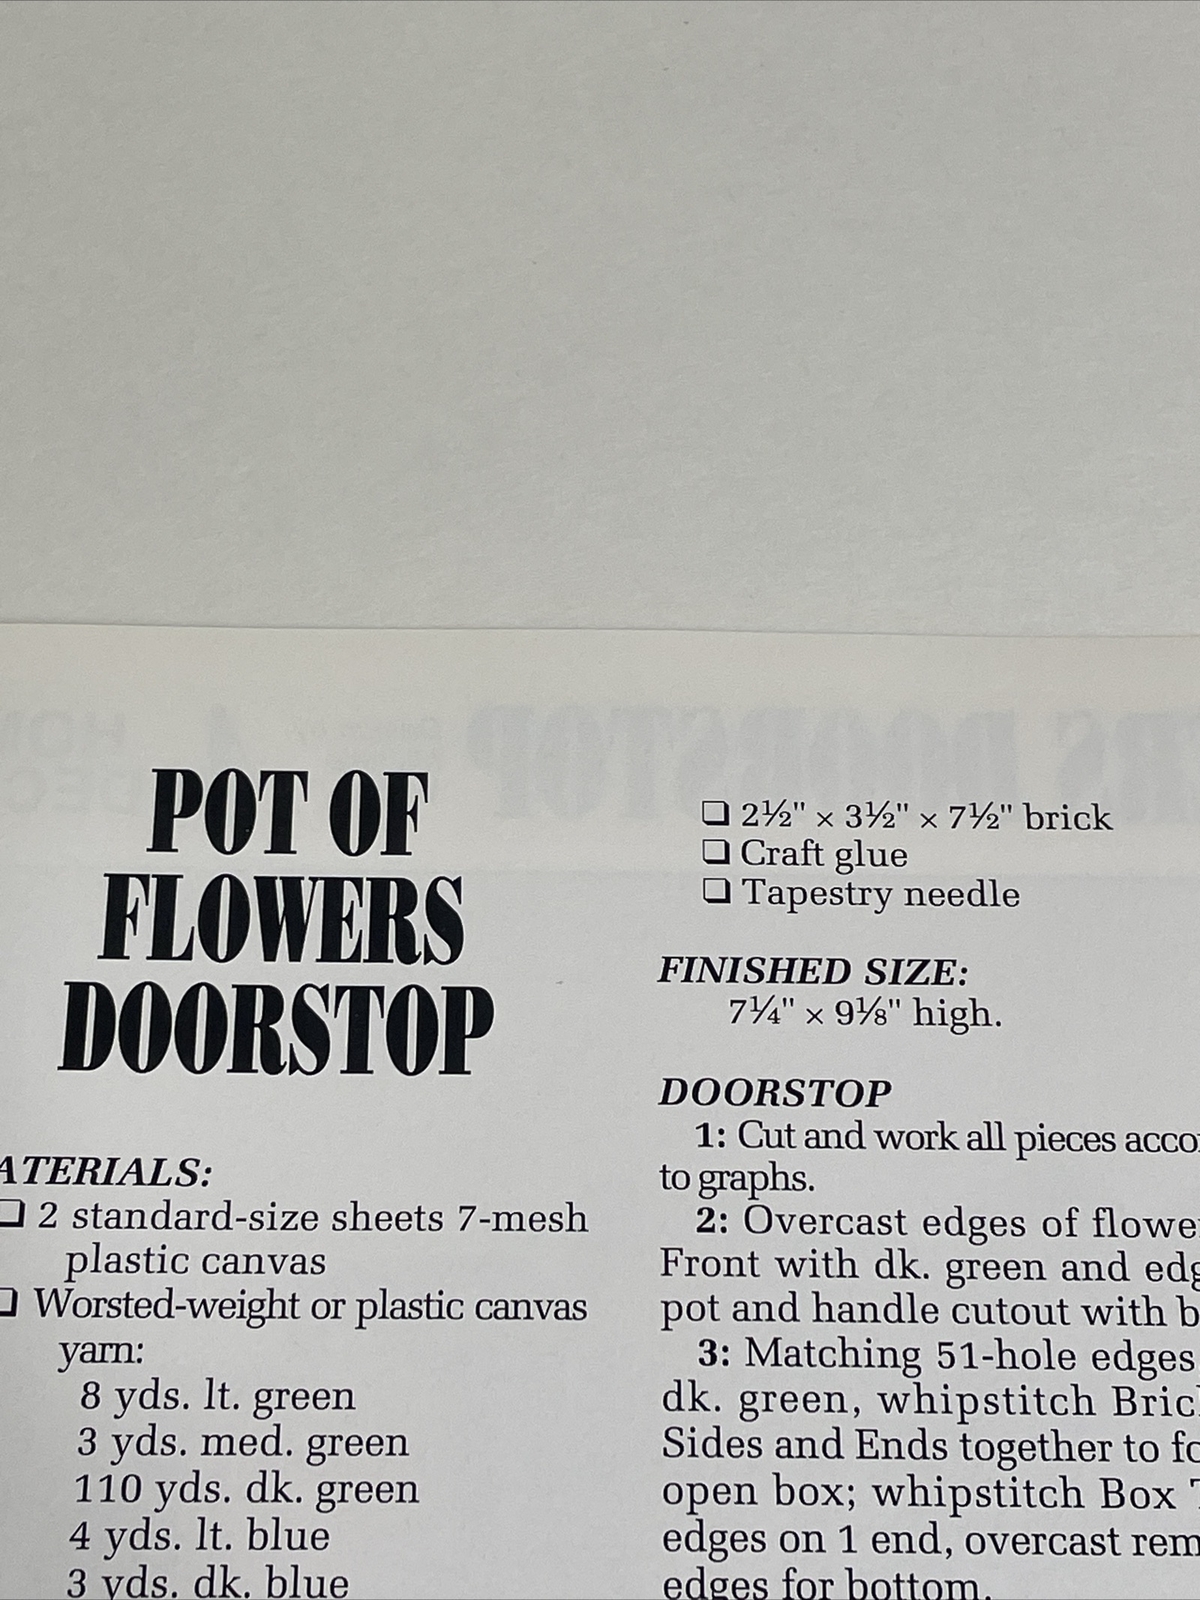 POT OF
FLOWERS
DOORSTOP
ATERIALS:
❏ 2 standard-size sheets 7-mesh
plastic canvas
❏ Worsted-weight or plastic canvas
yarn:
8 yds. lt. green
3 yds. med. green
110 yds. dk. green
4 yds. lt. blue
3 yds. dk. blue
❏ 2½" × 3½" × 7½" brick
❏ Craft glue
❏ Tapestry needle
FINISHED SIZE:
7¼" × 9⅛" high.
DOORSTOP
1: Cut and work all pieces acco
to graphs.
2: Overcast edges of flowe
Front with dk. green and edg
pot and handle cutout with b
3: Matching 51-hole edges
dk. green, whipstitch Bric
Sides and Ends together to fo
open box; whipstitch Box T
edges on 1 end, overcast rem
edges for bottom.